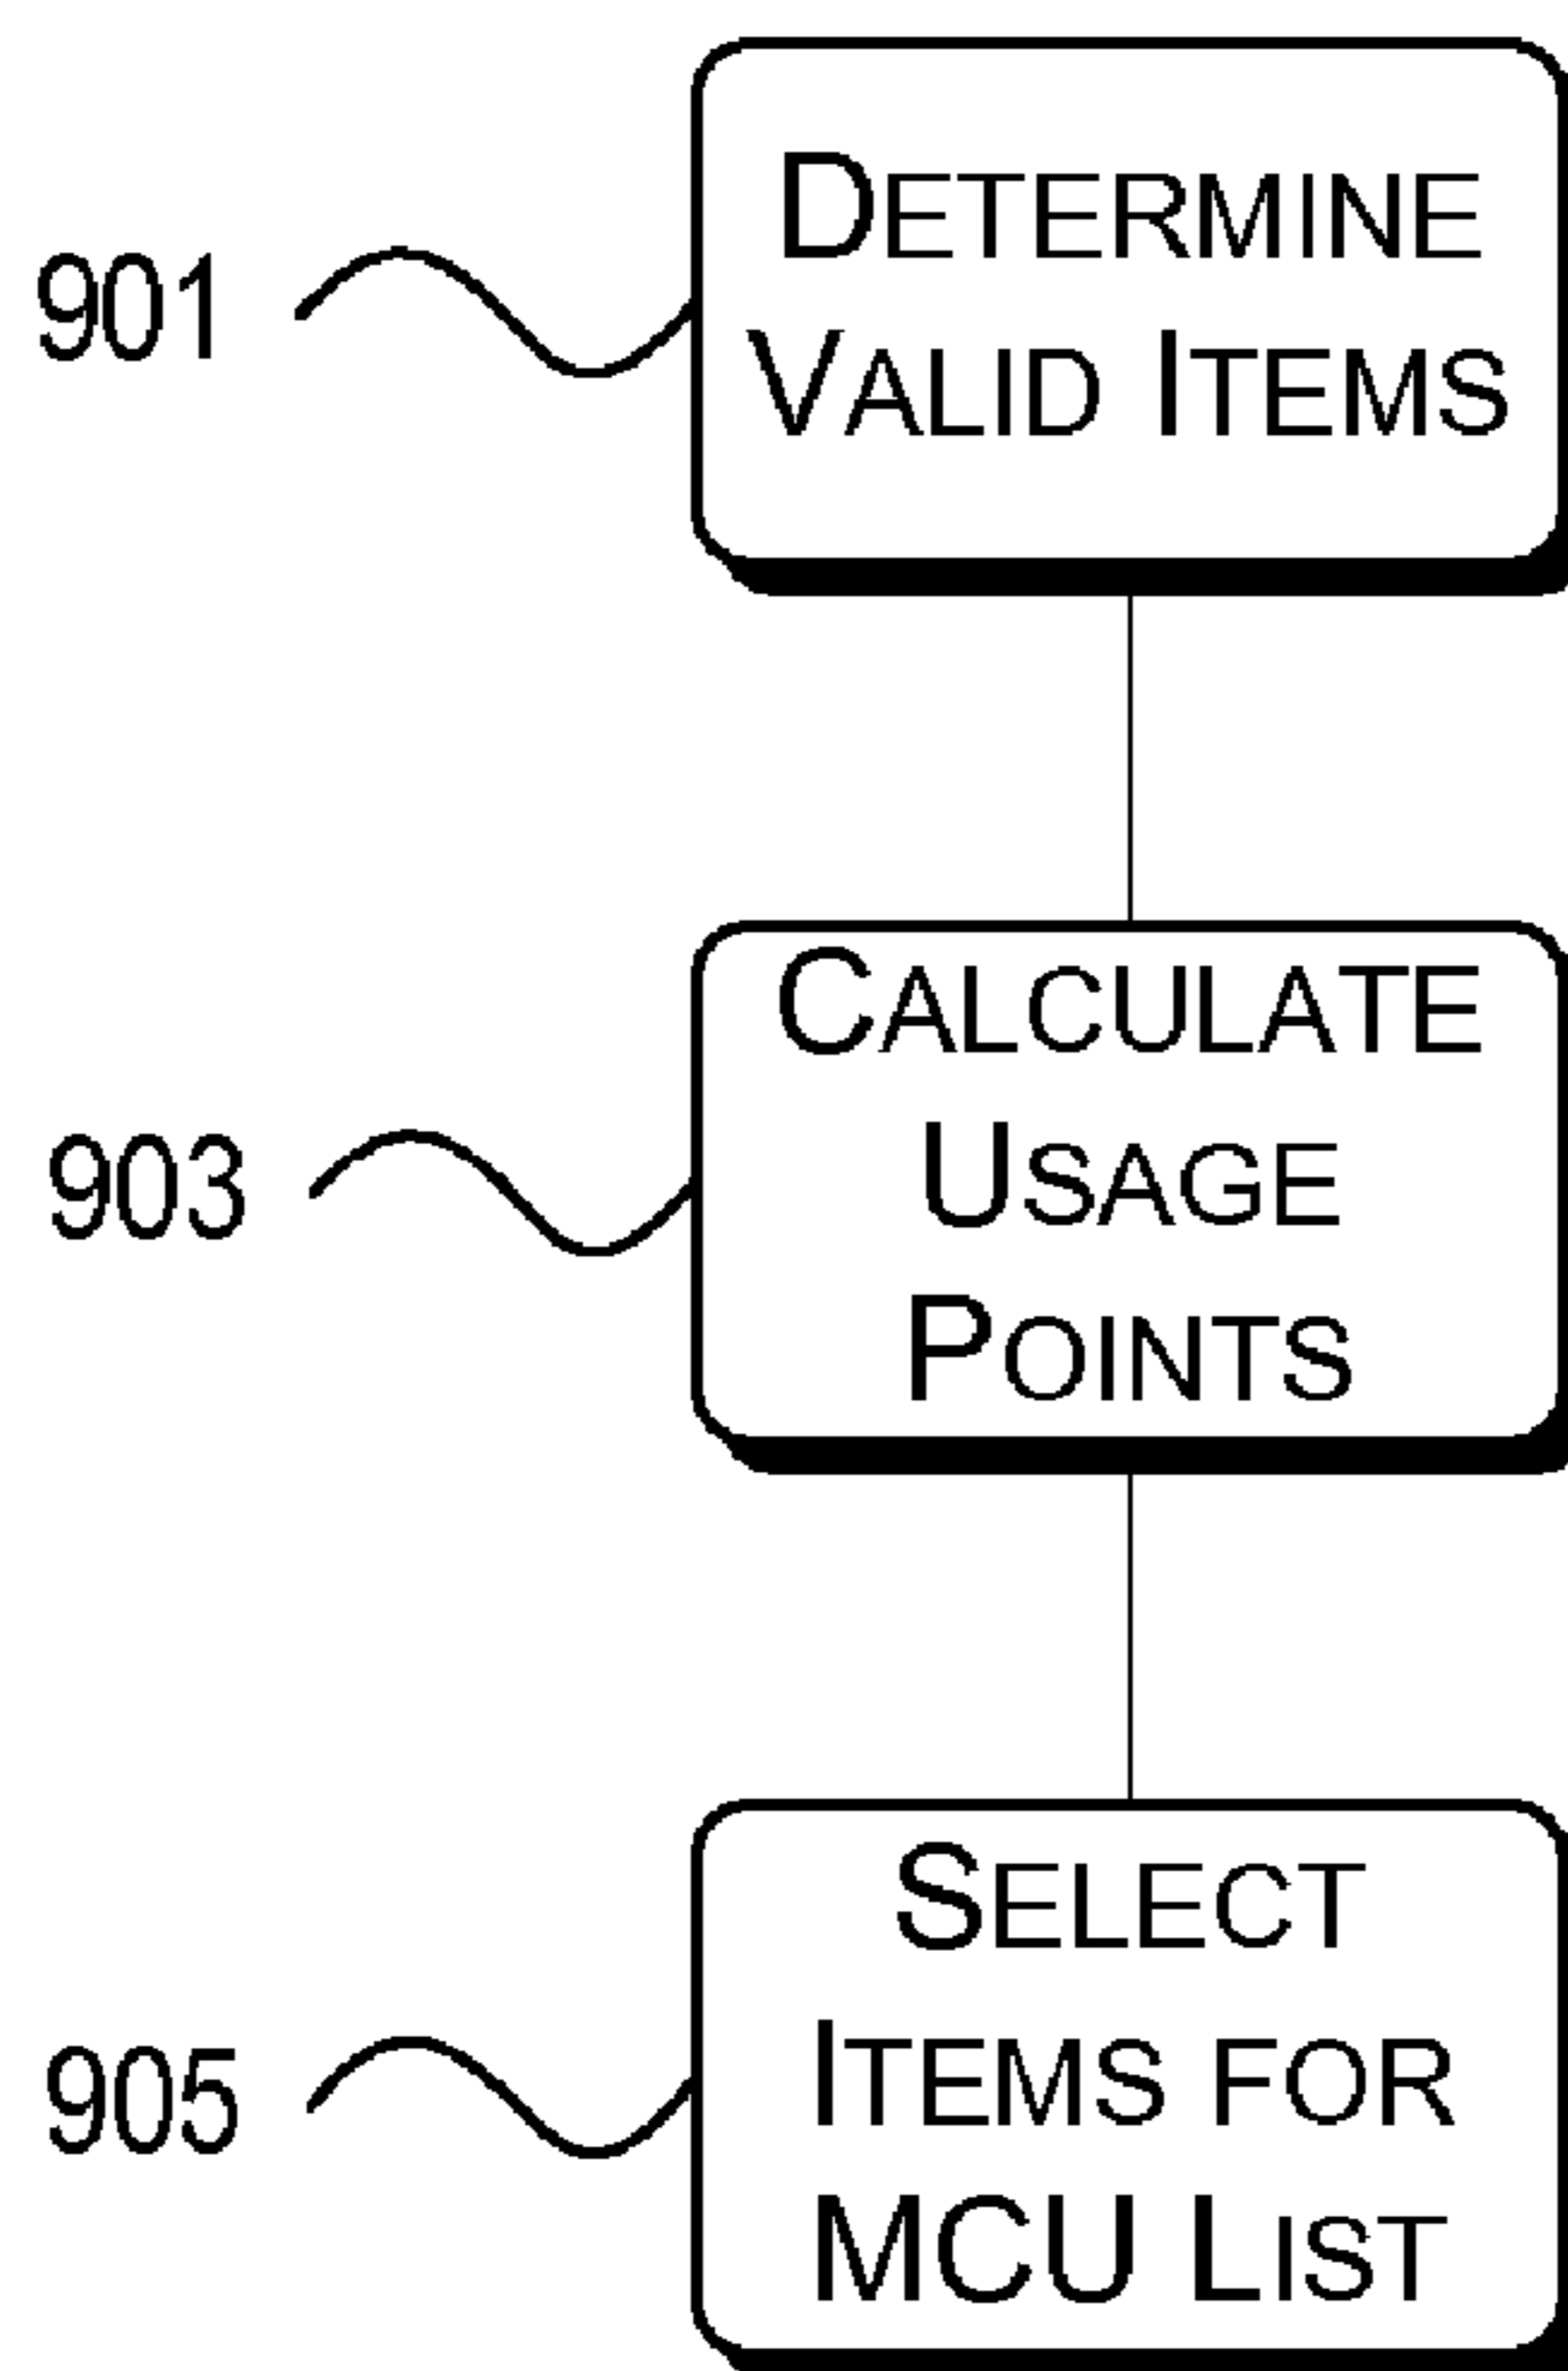 901
DETERMINE
VALID ITEMS
903
CALCULATE
USAGE
POINTS
905
SELECT
ITEMS FOR
MCU LIST